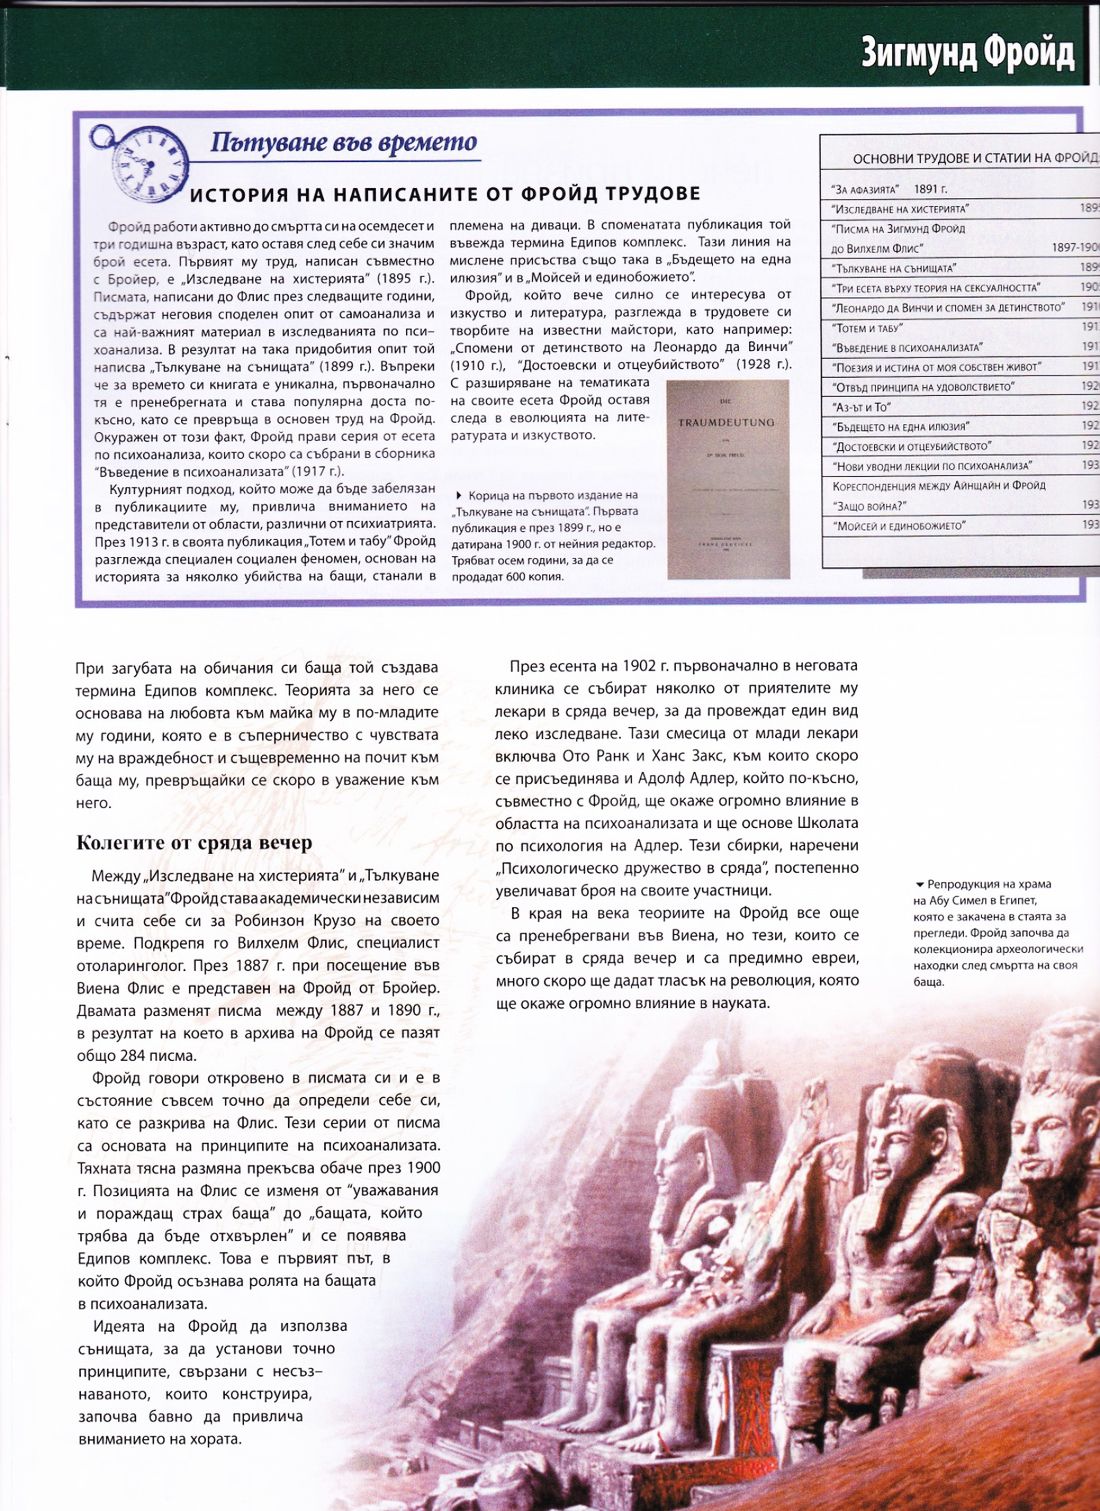 Зигмунд Фройд
Пътуване във времето
ИСТОРИЯ НА НАПИСАНИТЕ ОТ ФРОЙД ТРУДОВЕ
Фройд работи активно до смъртта си на осемдесет и
три годишна възраст, като оставя след себе си значим
брой есета. Първият му труд, написан съвместно
с Бройер, е „Изследване на хистерията" (1895 г.).
Писмата, написани до Флис през следващите години,
съдържат неговия споделен опит от самоанализа и
са най-важният материал в изследванията по пси-
хоанализа. В резултат на така придобития опит той
написва „Тълкуване на сънищата" (1899 г.). Въпреки
че за времето си книгата е уникална, първоначално
тя е пренебрегната и става популярна доста по-
късно, като се превръща в основен труд на Фройд.
Окуражен от този факт, Фройд прави серия от есета
по психоанализа, които скоро са събрани в сборника
"Въведение в психоанализата" (1917 г.).
Културният подход, който може да бъде забелязан
в публикациите му, привлича вниманието на
представители от области, различни от психиатрията.
През 1913 г. в своята публикация „Тотем и табу" Фройд
разглежда специален социален феномен, основан на
историята за няколко убийства на бащи, станали в
племена на диваци. В споменатата публикация той
въвежда термина Едипов комплекс. Тази линия на
мислене присъства също така в „Бъдещето на една
илюзия" и в „Мойсей и единобожието".
Фройд, който вече силно се интересува от
изкуство и литература, разглежда в трудовете си
творбите на известни майстори, като например:
„Спомени от детинството на Леонардо да Винчи"
(1910 г.), "Достоевски и отцеубийството" (1928 г.).
С разширяване на тематиката
на своите есета Фройд оставя
следа в еволюцията на лите-
ратурата и изкуството.
Корица на първото издание на
„Тълкуване на сънищата". Първата
публикация е през 1899 г., но е
датирана 1900 г. от нейния редактор.
Трябват осем години, за да се
продадат 600 копия.
DIE
TRAUMDEUTUNG
ОСНОВНИ ТРУДОВЕ И СТАТИИ НА ФРОЙД
"За афазията" 1891 г.
"Изследване на хистерията" 1895
"Писма на Зигмунд Фройд
до Вилхелм Флис" 1897-190
"Тълкуване на сънищата" 189
"Три есета върху теория на сексуалността" 190
"Леонардо да Винчи и спомен за детинството" 191
"Тотем и табу" 191
"Въведение в психоанализата" 191
"Поезия и истина от моя собствен живот" 191
"Отвъд принципа на удоволствието" 192
"Аз-ът и То" 192
"Бъдещето на една илюзия" 192
"Достоевски и отцеубийството" 192
"Нови уводни лекции по психоанализа" 193
Кореспонденция между Айнщайн и Фройд
"Защо война?" 193
"Мойсей и единобожието" 193
При загубата на обичания си баща той създава
термина Едипов комплекс. Теорията за него се
основава на любовта към майка му в по-младите
му години, която е в съперничество с чувствата
му на враждебност и същевременно на почит към
баща му, превръщайки се скоро в уважение към
него.
Колегите от сряда вечер
Между „Изследване на хистерията" и „Тълкуване
на сънищата" Фройд става академически независим
и счита себе си за Робинзон Крузо на своето
време. Подкрепя го Вилхелм Флис, специалист
отоларинголог. През 1887 г. при посещение във
Виена Флис е представен на Фройд от Бройер.
Двамата разменят писма между 1887 и 1890 г.,
в резултат на което в архива на Фройд се пазят
общо 284 писма.
Фройд говори откровено в писмата си и е в
състояние съвсем точно да определи себе си,
като се разкрива на Флис. Тези серии от писма
са основата на принципите на психоанализата.
Тяхната тясна размяна прекъсва обаче през 1900
г. Позицията на Флис се изменя от "уважавания
и пораждащ страх баща" до „бащата, който
трябва да бъде отхвърлен" и се появява
Едипов комплекс. Това е първият път, в
който Фройд осъзнава ролята на бащата
в психоанализата.
Идеята на Фройд да използва
сънищата, за да установи точно
принципите, свързани с несъз-
наваното, които конструира,
започва бавно да привлича
вниманието на хората.
През есента на 1902 г. първоначално в неговата
клиника се събират няколко от приятелите му
лекари в сряда вечер, за да провеждат един вид
леко изследване. Тази смесица от млади лекари
включва Ото Ранк и Ханс Закс, към които скоро
се присъединява и Адолф Адлер, който по-късно,
съвместно с Фройд, ще окаже огромно влияние в
областта на психоанализата и ще основе Школата
по психология на Адлер. Тези сбирки, наречени
„Психологическо дружество в сряда", постепенно
увеличават броя на своите участници.
В края на века теориите на Фройд все още
са пренебрегвани във Виена, но тези, които се
събират в сряда вечер и са предимно евреи,
много скоро ще дадат тласък на революция, която
ще окаже огромно влияние в науката.
Репродукция на храма
на Абу Симел в Египет,
която е закачена в стаята за
прегледи. Фройд започва да
колекционира археологически
находки след смъртта на своя
баща.